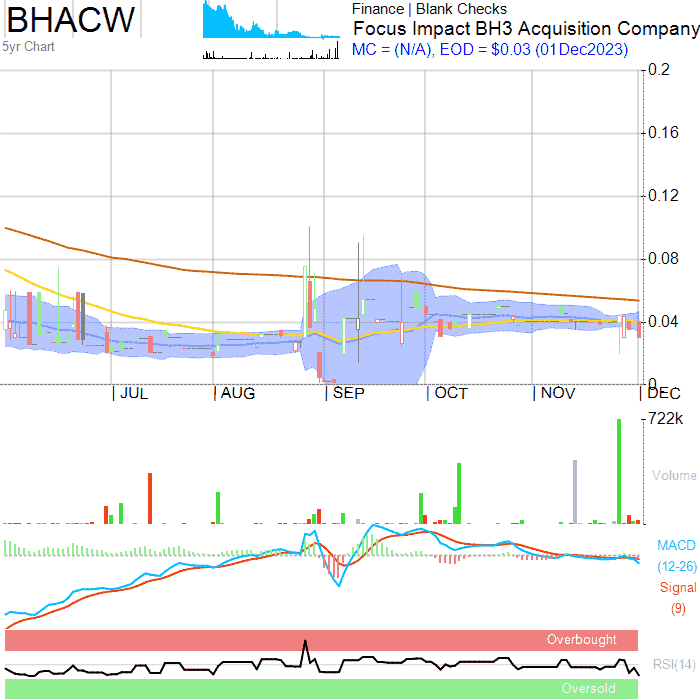 BHACW
5yr Chart
Finance | Blank Checks
Focus Impact BH3 Acquisition Company
MC = (N/A), EOD = $0.03 (01Dec2023)
0.2
0.16
0.12
0.08
0.04
0
JUL
AUG
SEP
OCT
NOV
DEC
722k
Volume
MACD
(12-26)
Signal
(9)
Overbought
RSI(14)
Oversold